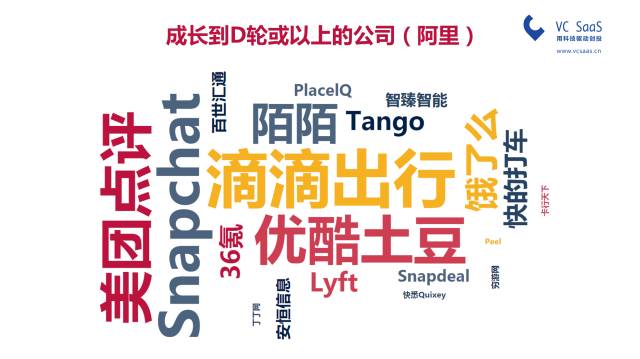 成长到D轮或以上的公司（阿里）
VC SaaS
用科技驱动创投
www.vcsaas.cn
美团点评
Snapchat
百世汇通
PlaceIQ
智臻智能
陌陌
Tango
滴滴出行
饿了么
快的打车
卡行天下
优酷土豆
36氪
Peel
Lyft
Snapdeal
穷游网
快悉Quixey
安恒信息
丁丁网